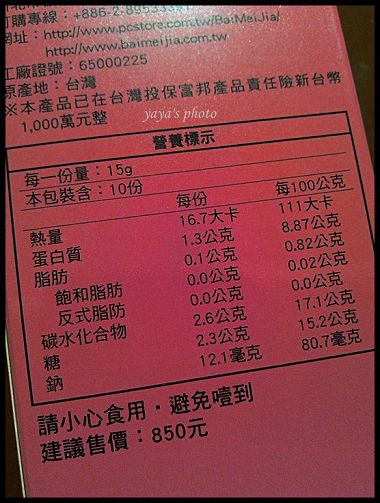 訂購專線：+886-2-8953
網址：http://www.pcstore.com.tw/BaiMeiJia/
http://www.baimeijia.com.tw
工廠證號：65000225
原產地：台灣
※本產品已在台灣投保富邦產品責任險新台幣
1,000萬元整
yaya's photo
營養標示
每一份量：15g
本包裝含：10份
每份 每100公克
熱量 16.7大卡 111大卡
蛋白質 1.3公克 8.87公克
脂肪 0.1公克 0.82公克
飽和脂肪 0.0公克 0.02公克
反式脂肪 0.0公克 0.0公克
碳水化合物 2.6公克 17.1公克
糖 2.3公克 15.2公克
鈉 12.1毫克 80.7毫克
請小心食用．避免噎到
建議售價：850元